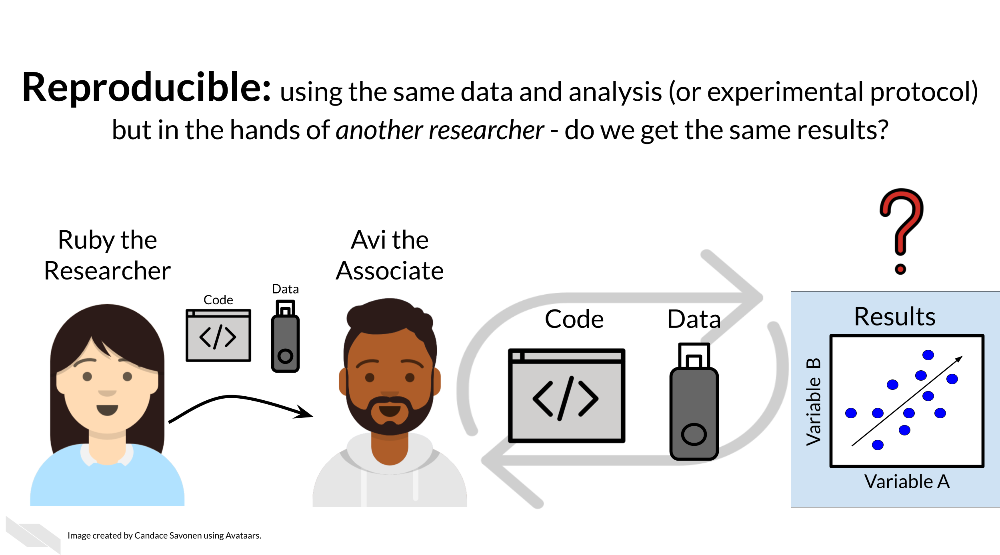 Reproducible: using the same data and analysis (or experimental protocol)
but in the hands of another researcher - do we get the same results?
Ruby the
Researcher
Code
Data
Avi the
Associate
Code
Data
?
Results
Variable B
Variable A
Image created by Candace Savonen using Avataars.